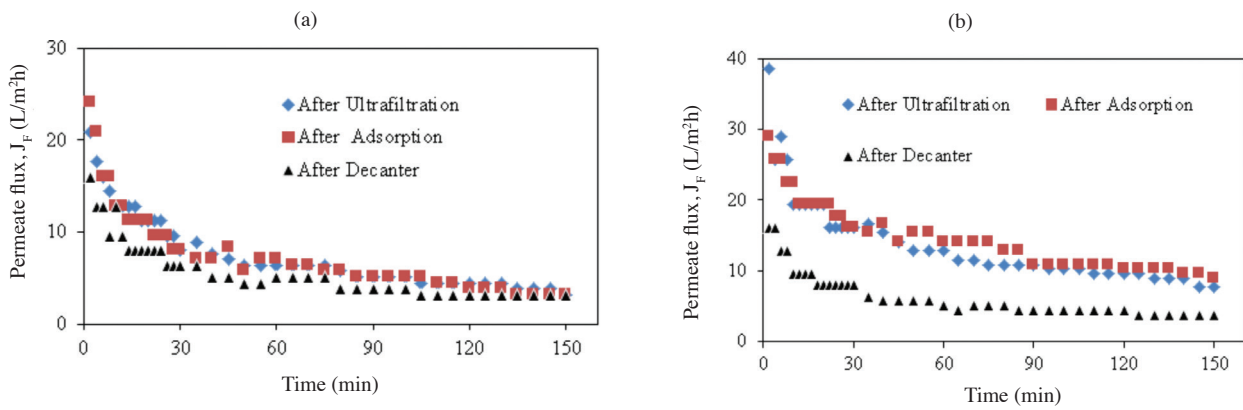 (a)
30
20
10
0
Permeate flux, J_F (L/m²h)
After Ultrafiltration
After Adsorption
After Decanter
0 30 60 90 120 150
Time (min)
(b)
40
30
20
10
0
Permeate flux, J_F (L/m²h)
After Ultrafiltration After Adsorption
After Decanter
0 30 60 90 120 150
Time (min)